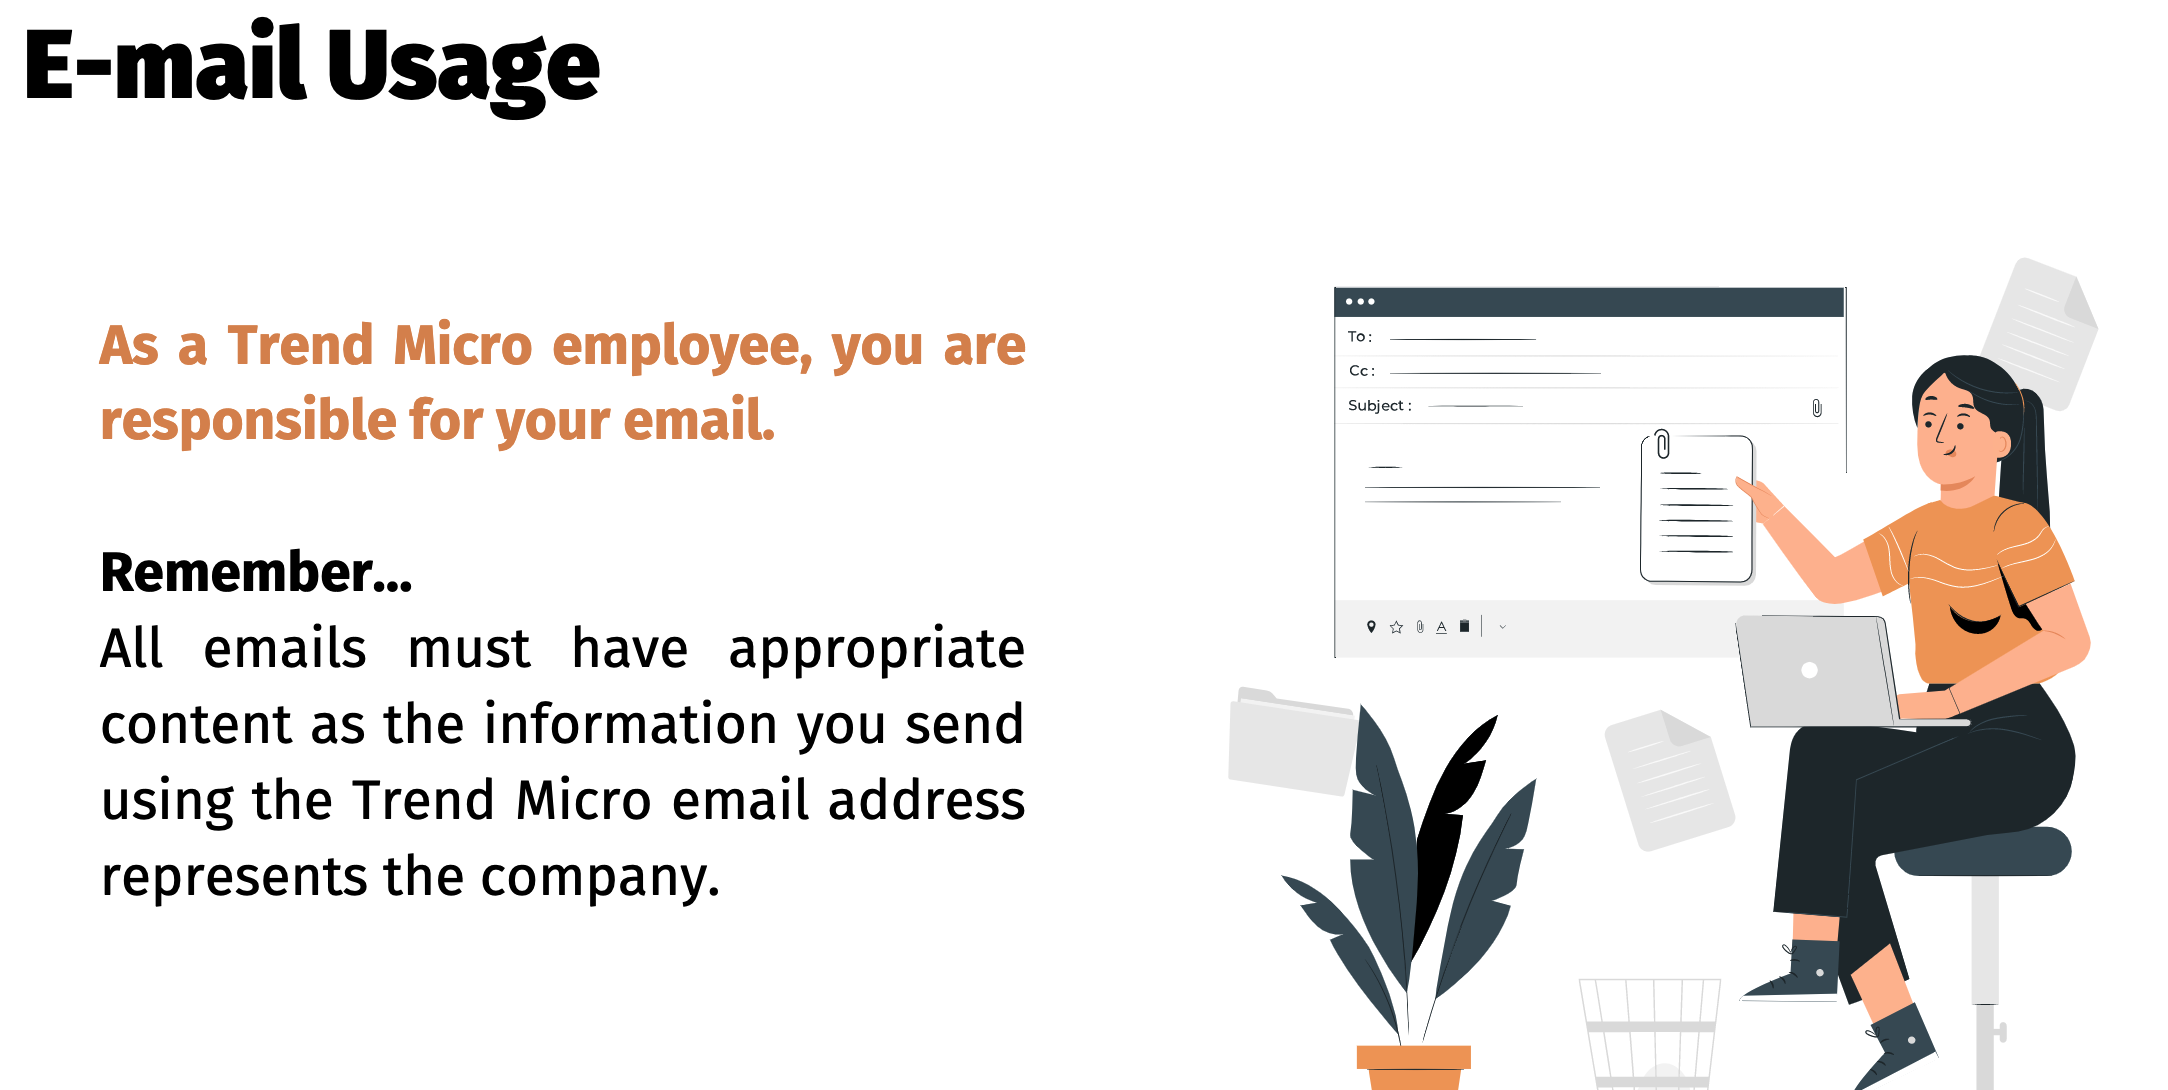 E-mail Usage
As a Trend Micro employee, you are
responsible for your email.
Remember...
All emails must have appropriate
content as the information you send
using the Trend Micro email address
represents the company.
To :
Cc :
Subject :
A